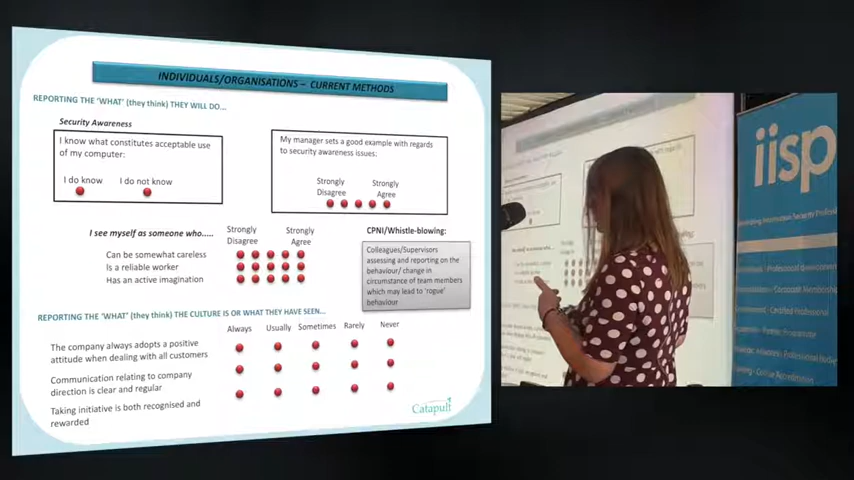 INDIVIDUALS/ORGANISATIONS – CURRENT METHODS
REPORTING THE 'WHAT' (they think) THEY WILL DO...
Security Awareness
I know what constitutes acceptable use
of my computer:
I do know I do not know
My manager sets a good example with regards
to security awareness issues:
Strongly Strongly
Disagree Agree
I see myself as someone who.....
Strongly Strongly
Disagree Agree
Can be somewhat careless
Is a reliable worker
Has an active imagination
CPNI/Whistle-blowing:
Colleagues/Supervisors
assessing and reporting on the
behaviour/ change in
circumstance of team members
which may lead to 'rogue'
behaviour
REPORTING THE 'WHAT' (they think) THE CULTURE IS OR WHAT THEY HAVE SEEN...
Always Usually Sometimes Rarely Never
The company always adopts a positive
attitude when dealing with all customers
Communication relating to company
direction is clear and regular
Taking initiative is both recognised and
rewarded
Catapult
iisp